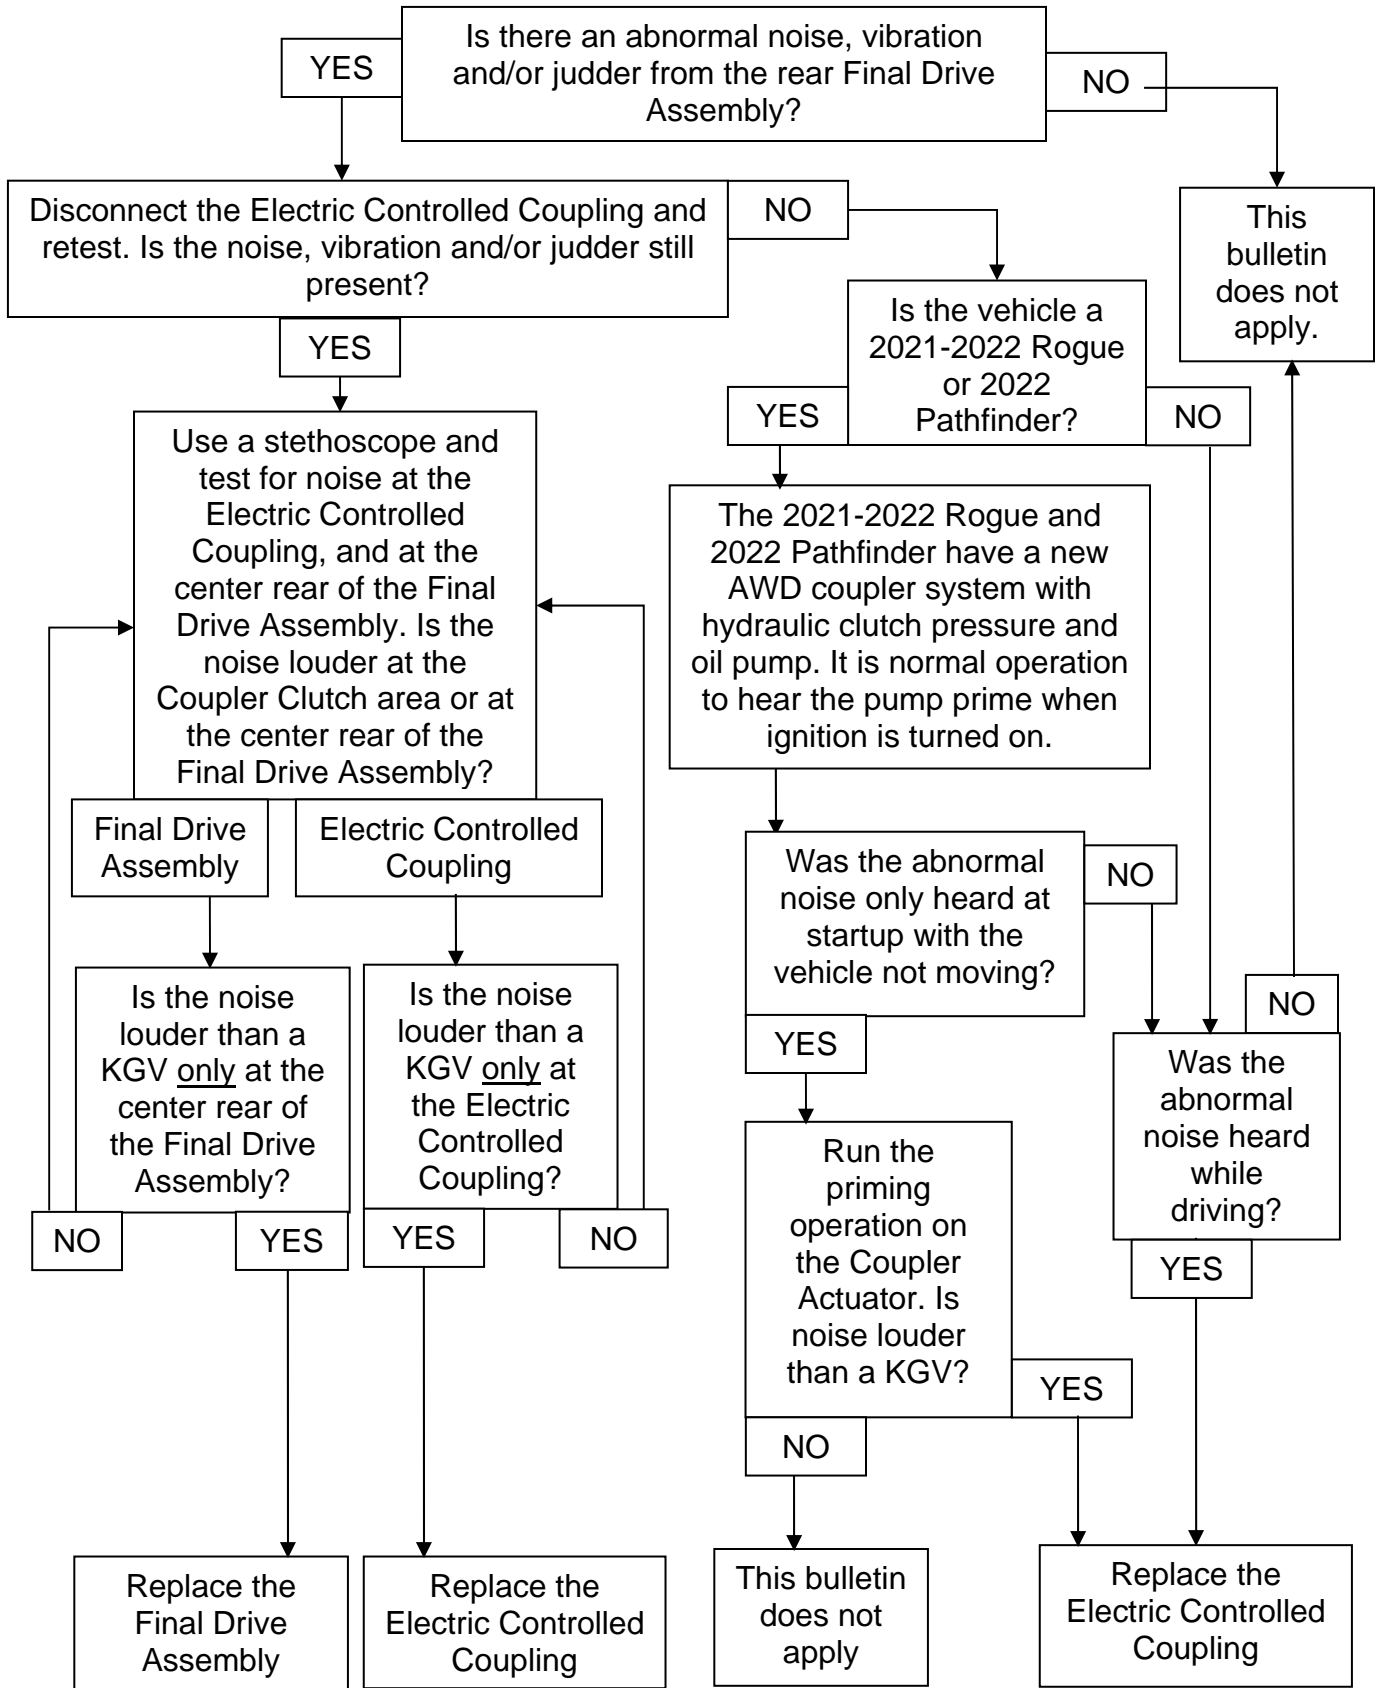 Is there an abnormal noise, vibration
and/or judder from the rear Final Drive
Assembly?
YES
NO
Disconnect the Electric Controlled Coupling and
retest. Is the noise, vibration and/or judder still
present?
NO
YES
This
bulletin
does not
apply.
Is the vehicle a
2021-2022 Rogue
or 2022
Pathfinder?
YES
NO
Use a stethoscope and
test for noise at the
Electric Controlled
Coupling, and at the
center rear of the Final
Drive Assembly. Is the
noise louder at the
Coupler Clutch area or at
the center rear of the
Final Drive Assembly?
The 2021-2022 Rogue and
2022 Pathfinder have a new
AWD coupler system with
hydraulic clutch pressure and
oil pump. It is normal operation
to hear the pump prime when
ignition is turned on.
Final Drive
Assembly
Electric Controlled
Coupling
Was the abnormal
noise only heard at
startup with the
vehicle not moving?
NO
YES
Is the noise
louder than a
KGV only at the
center rear of
the Final Drive
Assembly?
NO
YES
Is the noise
louder than a
KGV only at
the Electric
Controlled
Coupling?
YES
NO
Run the
priming
operation on
the Coupler
Actuator. Is
noise louder
than a KGV?
YES
NO
NO
Was the
abnormal
noise heard
while
driving?
YES
Replace the
Final Drive
Assembly
Replace the
Electric Controlled
Coupling
This bulletin
does not
apply
Replace the
Electric Controlled
Coupling